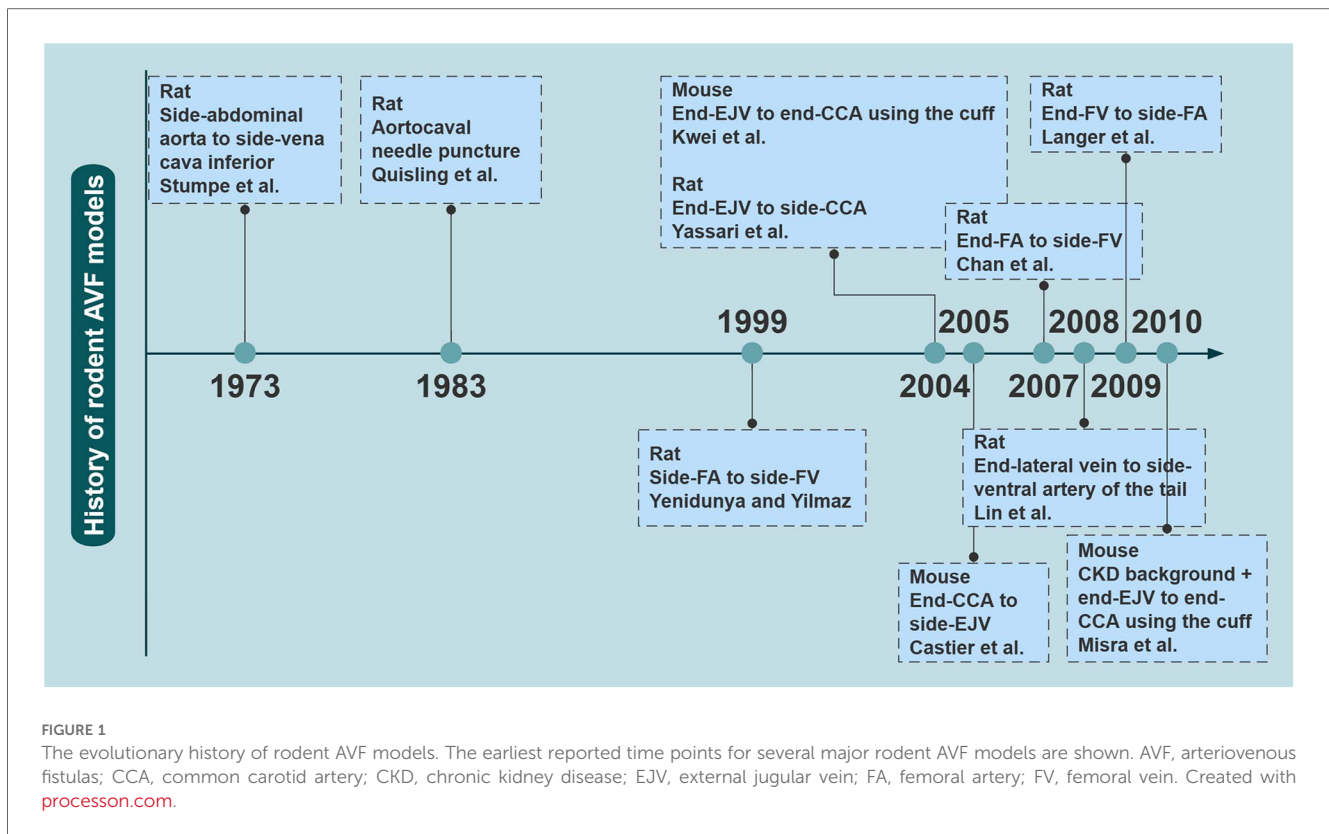 History of rodent AVF models
Rat
Side-abdominal
aorta to side-vena
cava inferior
Stumpe et al.
Rat
Aortocaval
needle puncture
Quisling et al.
Mouse
End-EJV to end-CCA using the cuff
Kwei et al.
Rat
End-EJV to side-CCA
Yassari et al.
Rat
End-FA to side-FV
Chan et al.
Rat
End-FV to side-FA
Langer et al.
1973
1983
1999
2004
2005
2007
2008
2009
2010
Rat
Side-FA to side-FV
Yenidunya and Yilmaz
Mouse
End-CCA to
side-EJV
Castier et al.
Rat
End-lateral vein to side-
ventral artery of the tail
Lin et al.
Mouse
CKD background +
end-EJV to end-
CCA using the cuff
Misra et al.
FIGURE 1
The evolutionary history of rodent AVF models. The earliest reported time points for several major rodent AVF models are shown. AVF, arteriovenous
fistulas; CCA, common carotid artery; CKD, chronic kidney disease; EJV, external jugular vein; FA, femoral artery; FV, femoral vein. Created with
processon.com.